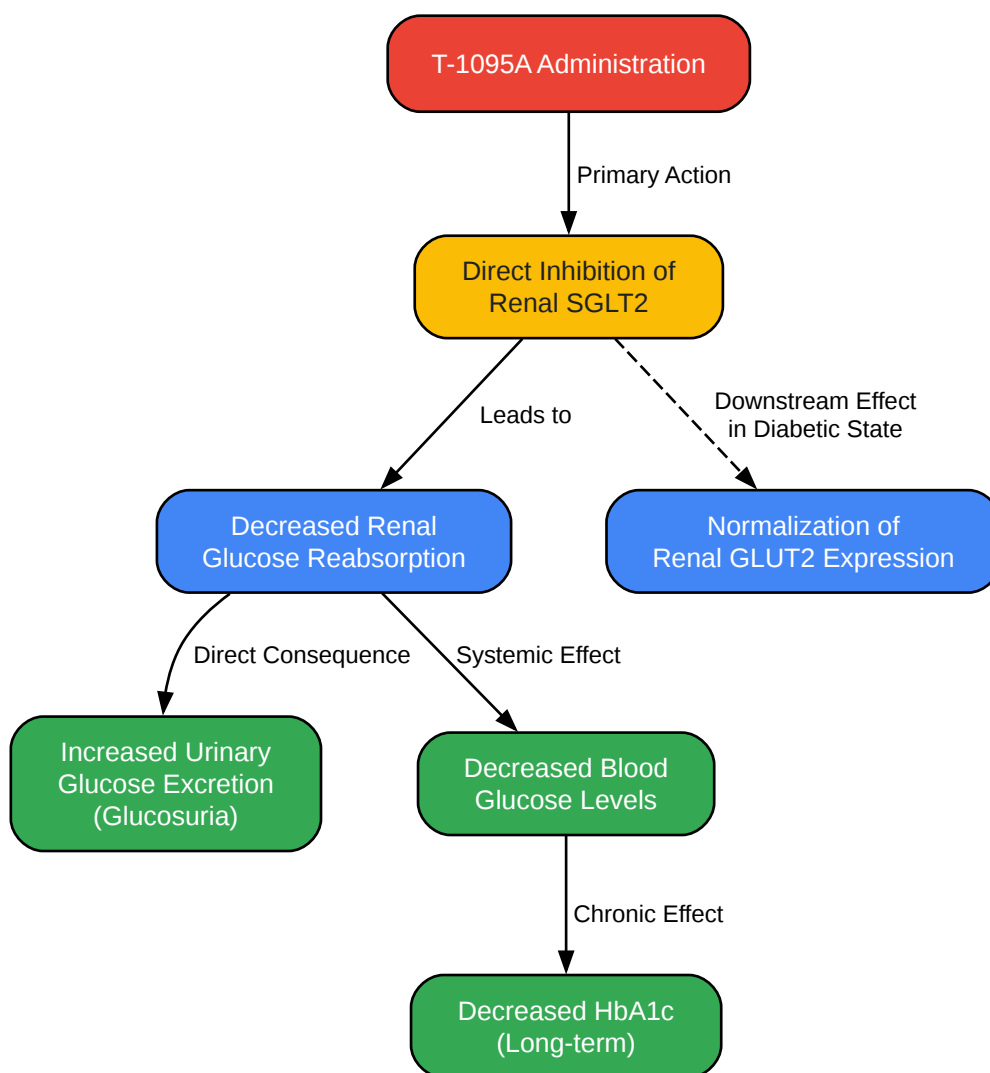 T-1095A Administration
Primary Action
Direct Inhibition of
Renal SGLT2
Leads to
Downstream Effect
in Diabetic State
Decreased Renal
Glucose Reabsorption
Normalization of
Renal GLUT2 Expression
Direct Consequence
Systemic Effect
Increased Urinary
Glucose Excretion
(Glucosuria)
Decreased Blood
Glucose Levels
Chronic Effect
Decreased HbA1c
(Long-term)